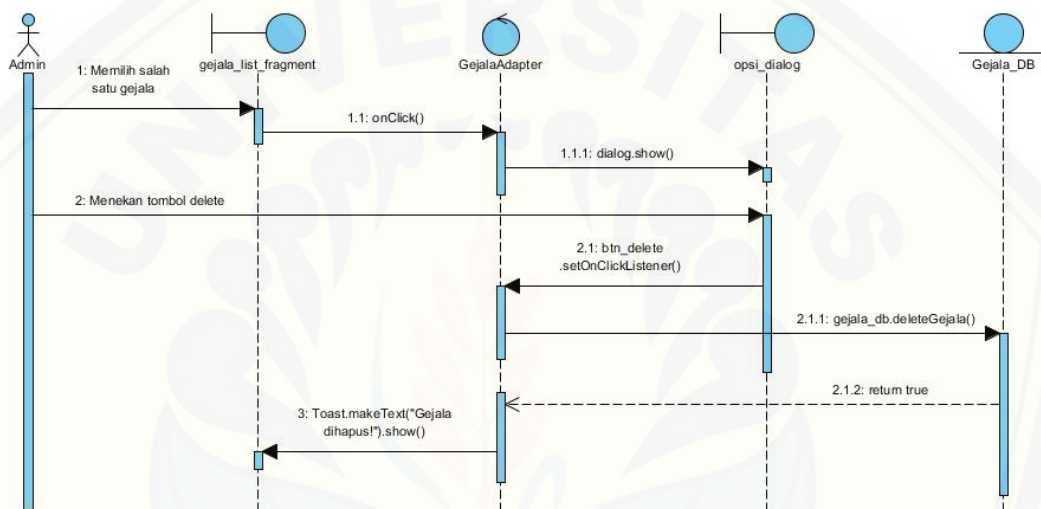 Admin
gejala_list_fragment
GejalaAdapter
opsi_dialog
Gejala_DB
1: Memilih salah
satu gejala
1.1: onClick()
1.1.1: dialog.show()
2: Menekan tombol delete
2.1: btn_delete
.setOnClickListener()
2.1.1: gejala_db.deleteGejala()
2.1.2: return true
3: Toast.makeText("Gejala
dihapus!").show()
UNIVERSITAS